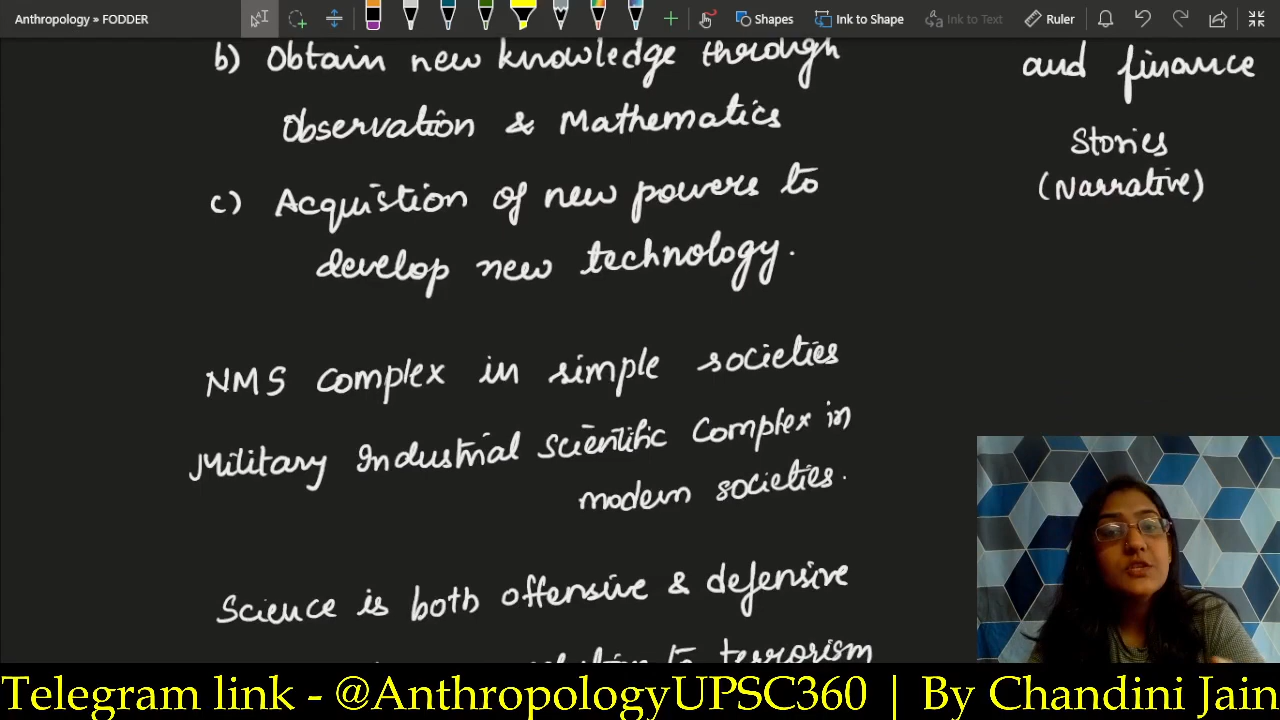 Anthropology » FODDER
Shapes
Ink to Shape
Ink to Text
Ruler
b) Obtain new knowledge through
Observation & Mathematics
c) Acquistion of new powers to
develop new technology.
NMS complex in simple societies
Military Industrial Scientific Complex in
modern societies.
Science is both offensive & defensive
to terrorism
and finance
Stories
(Narrative)
Telegram link - @AnthropologyUPSC360 | By Chandini Jain